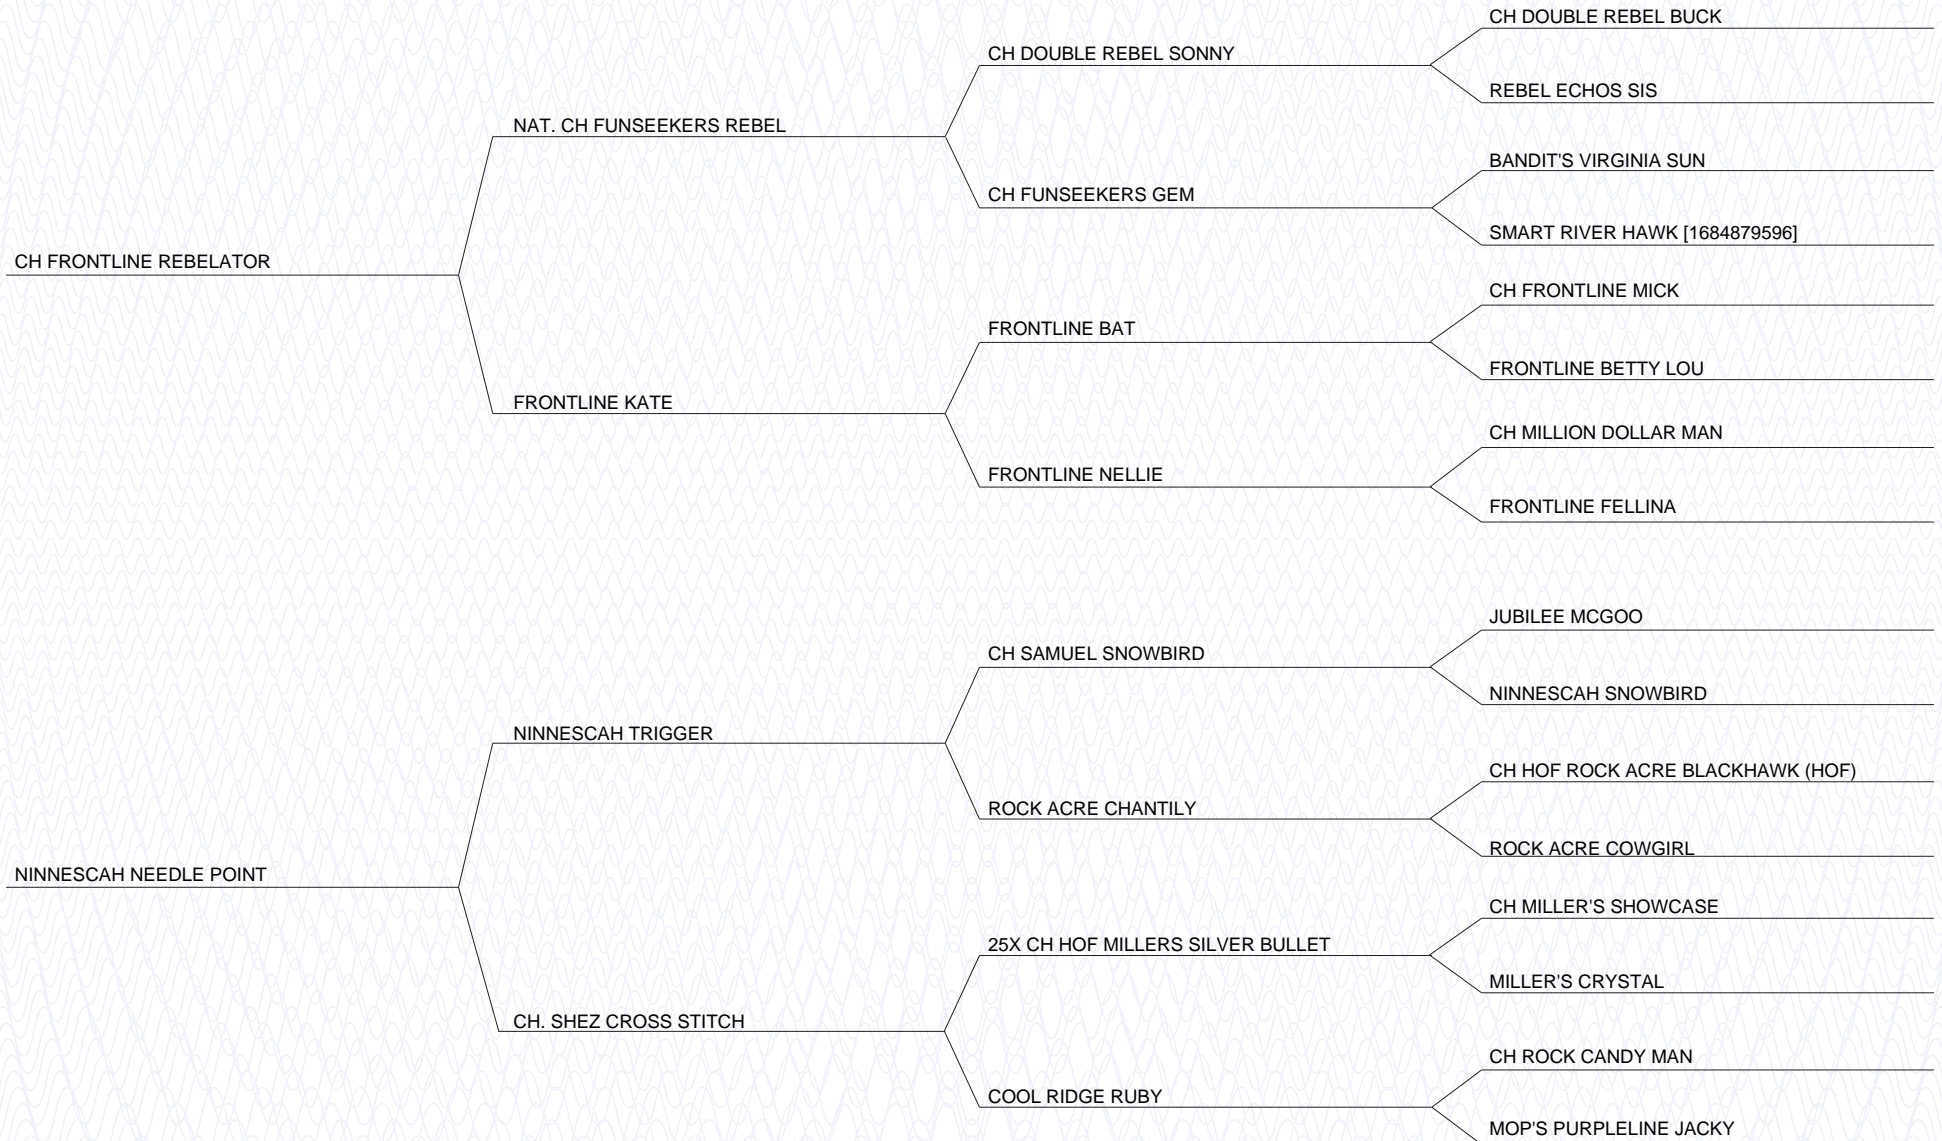 CH DOUBLE REBEL BUCK
CH DOUBLE REBEL SONNY
REBEL ECHOS SIS
NAT. CH FUNSEEKERS REBEL
BANDIT'S VIRGINIA SUN
CH FUNSEEKERS GEM
SMART RIVER HAWK [1684879596]
CH FRONTLINE REBELATOR
CH FRONTLINE MICK
FRONTLINE BAT
FRONTLINE BETTY LOU
FRONTLINE KATE
CH MILLION DOLLAR MAN
FRONTLINE NELLIE
FRONTLINE FELLINA
JUBILEE MCGOO
CH SAMUEL SNOWBIRD
NINNESCAH SNOWBIRD
NINNESCAH TRIGGER
CH HOF ROCK ACRE BLACKHAWK (HOF)
ROCK ACRE CHANTILY
ROCK ACRE COWGIRL
NINNESCAH NEEDLE POINT
CH MILLER'S SHOWCASE
25X CH HOF MILLERS SILVER BULLET
MILLER'S CRYSTAL
CH. SHEZ CROSS STITCH
CH ROCK CANDY MAN
COOL RIDGE RUBY
MOP'S PURPLELINE JACKY